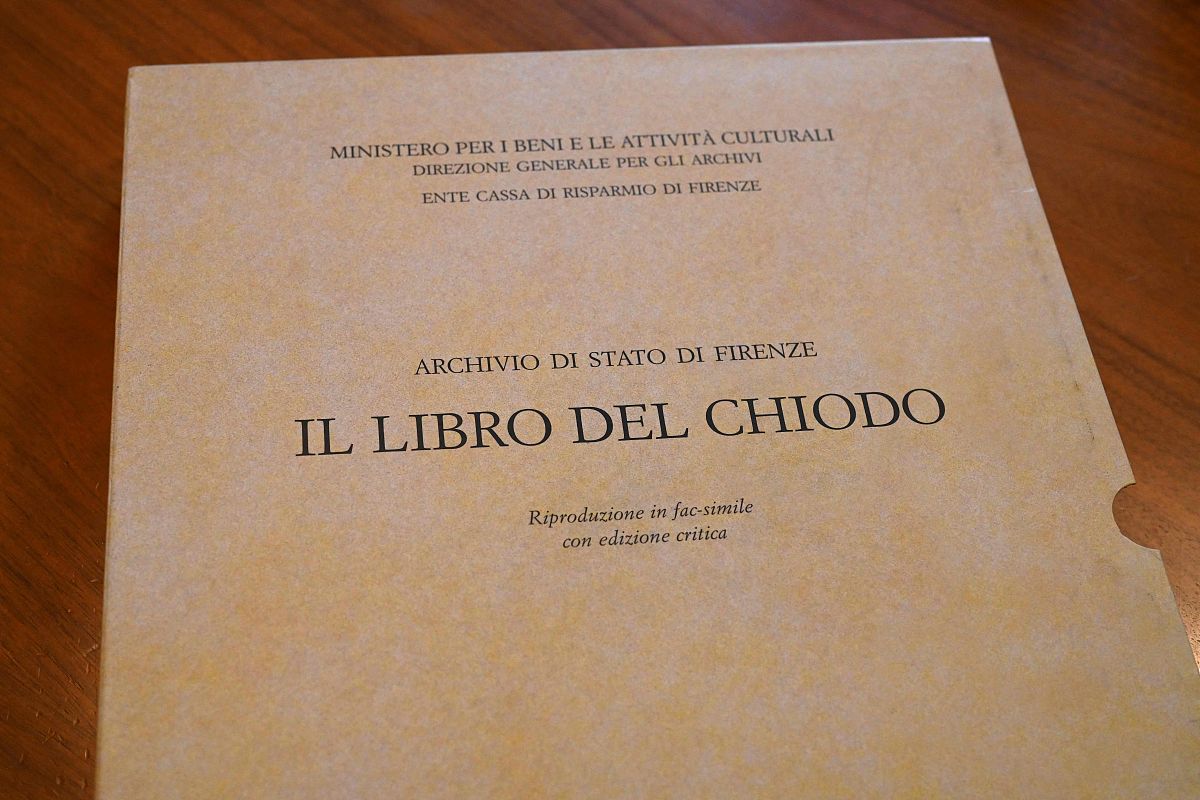 MINISTERO PER I BENI E LE ATTIVITÀ CULTURALI
DIREZIONE GENERALE PER GLI ARCHIVI
ENTE CASSA DI RISPARMIO DI FIRENZE
ARCHIVIO DI STATO DI FIRENZE
IL LIBRO DEL CHIODO
Riproduzione in fac-simile
con edizione critica